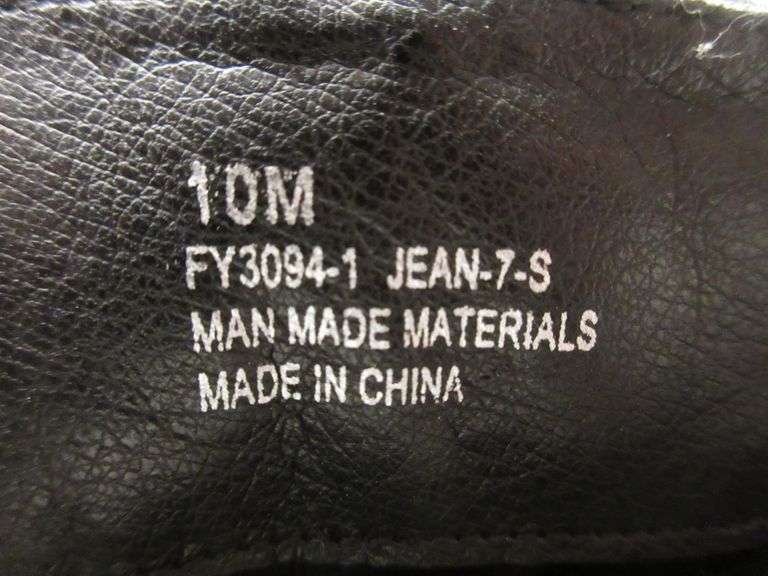 10M
FY3094-1 JEAN-7-S
MAN MADE MATERIALS
MADE IN CHINA